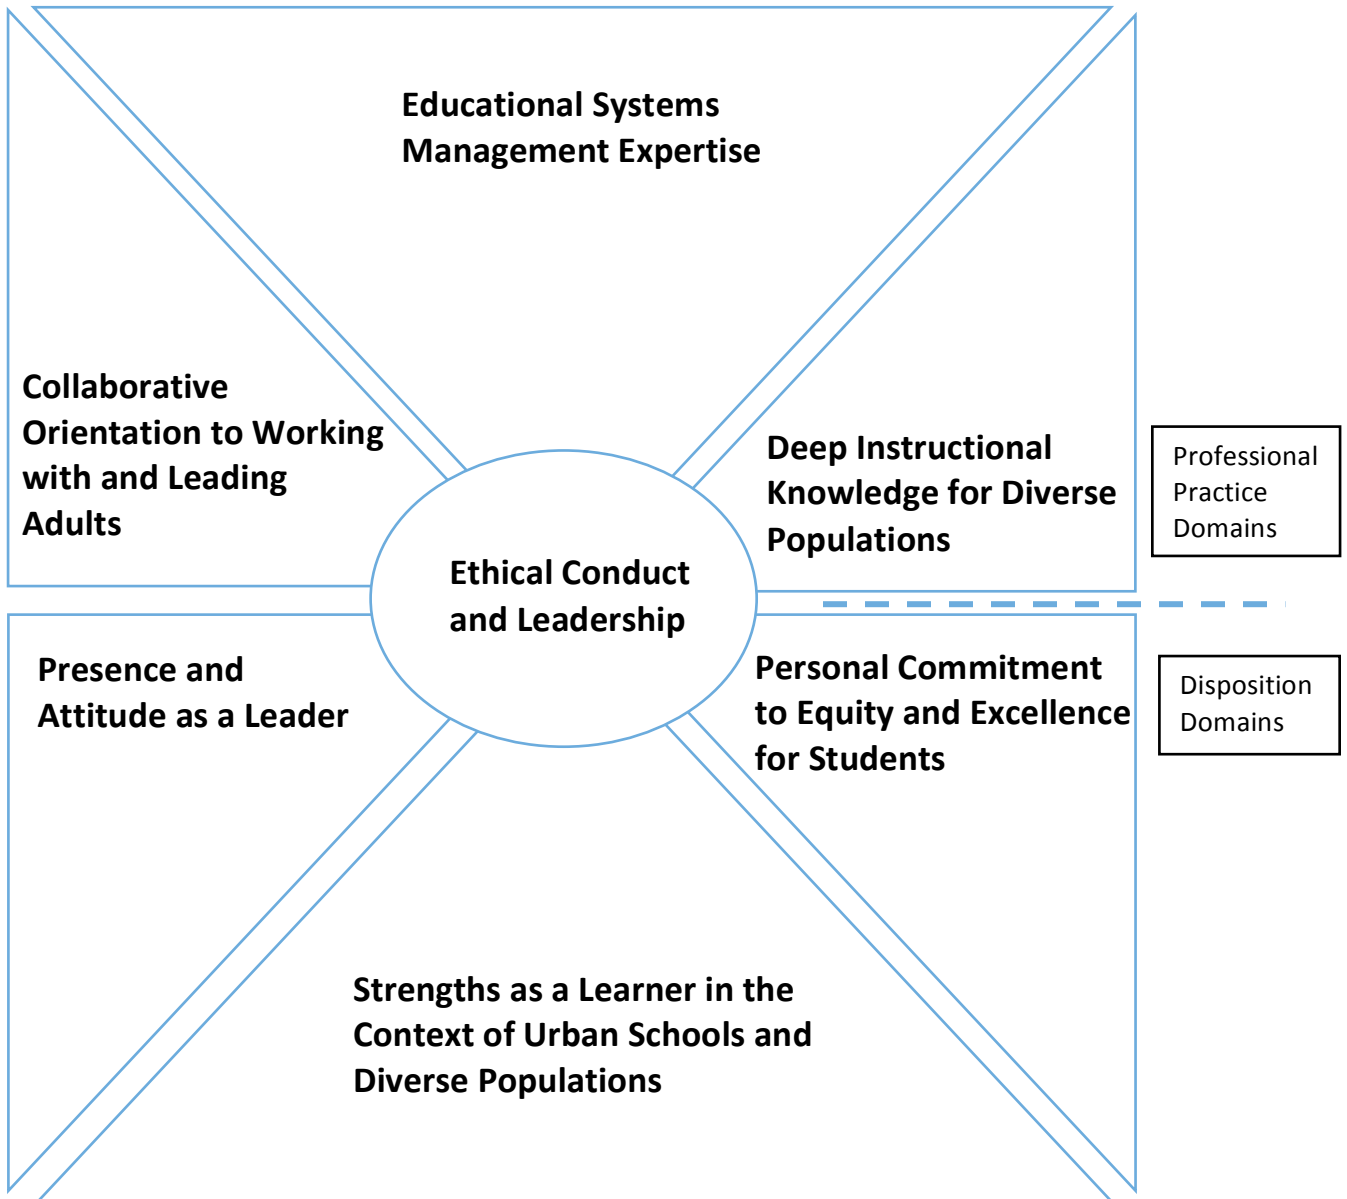 Educational Systems
Management Expertise
Collaborative
Orientation to Working
with and Leading
Adults
Deep Instructional
Knowledge for Diverse
Populations
Professional
Practice
Domains
Ethical Conduct
and Leadership
Presence and
Attitude as a Leader
Personal Commitment
to Equity and Excellence
for Students
Disposition
Domains
Strengths as a Learner in the
Context of Urban Schools and
Diverse Populations